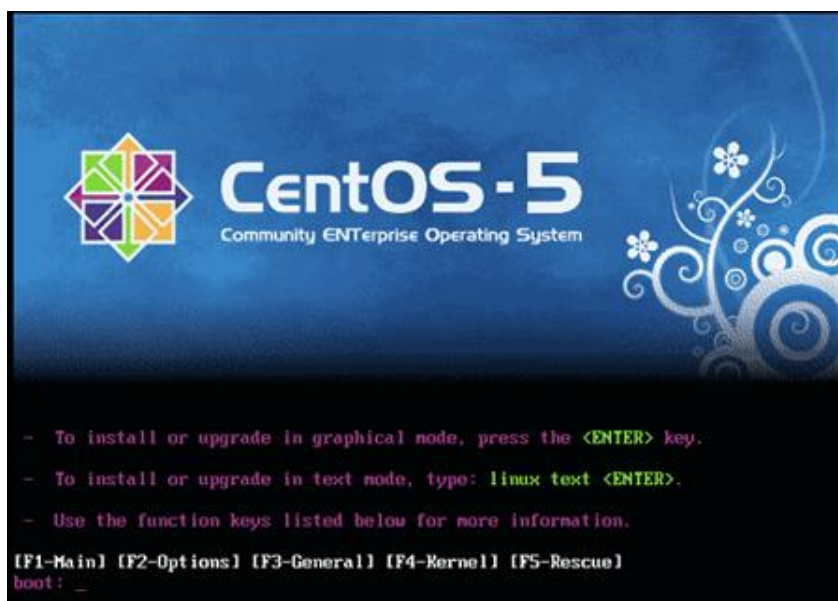 CentOS-5
Community ENTerprise Operating System
- To install or upgrade in graphical mode, press the <ENTER> key.
- To install or upgrade in text mode, type: linux text <ENTER>.
- Use the function keys listed below for more information.
[F1-Main] [F2-Options] [F3-General] [F4-Kernel] [F5-Rescue]
boot: _